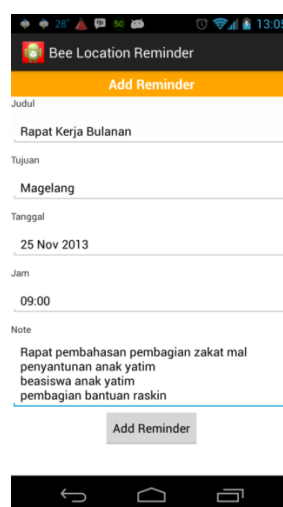 28° 50 13:05
Bee Location Reminder
Add Reminder
Judul
Rapat Kerja Bulanan
Tujuan
Magelang
Tanggal
25 Nov 2013
Jam
09:00
Note
Rapat pembahasan pembagian zakat mal
penyantunan anak yatim
beasiswa anak yatim
pembagian bantuan raskin
Add Reminder